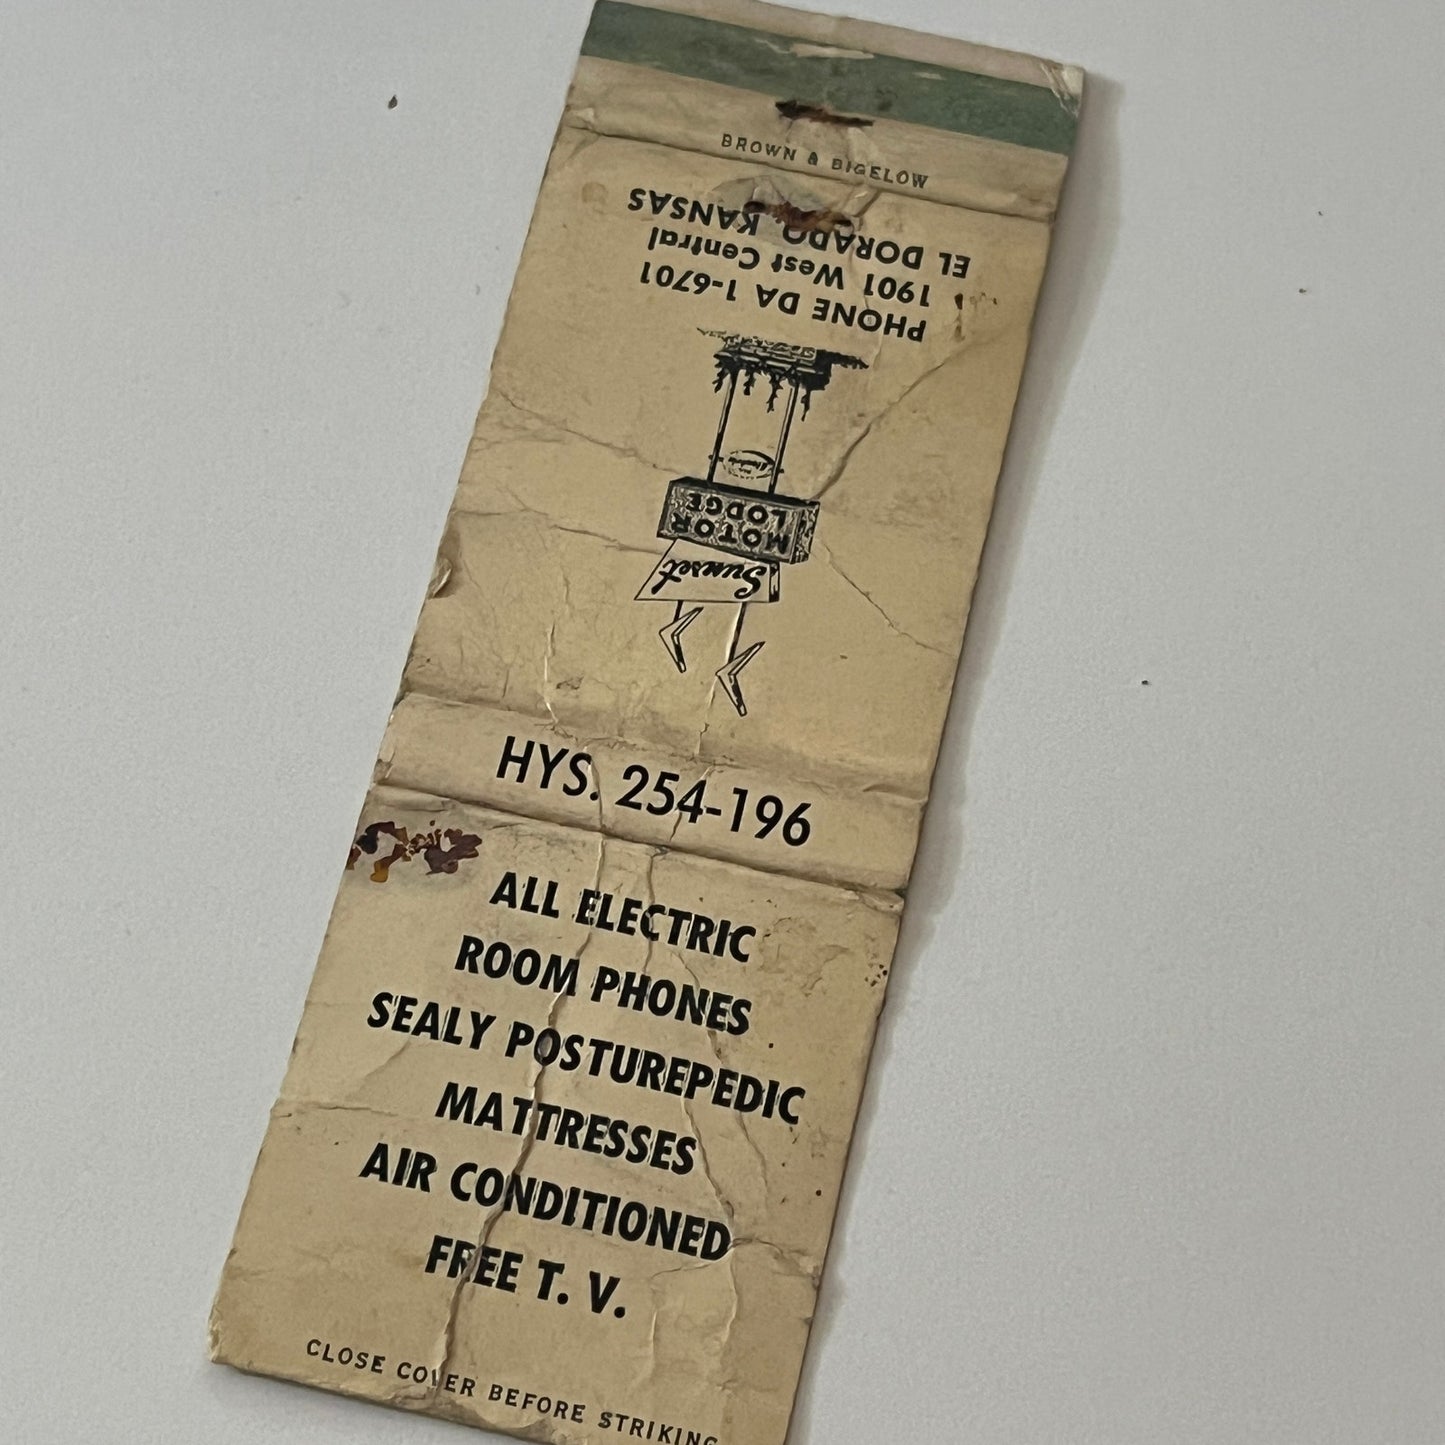 BROWN & BIGELOW
PHONE DA 1-6701
1901 West Central
EL DORADO, KANSAS
Sunset
MOTOR
LODGE
HYS. 254-196
ALL ELECTRIC
ROOM PHONES
SEALY POSTUREPEDIC
MATTRESSES
AIR CONDITIONED
FREE T. V.
CLOSE COVER BEFORE STRIKING